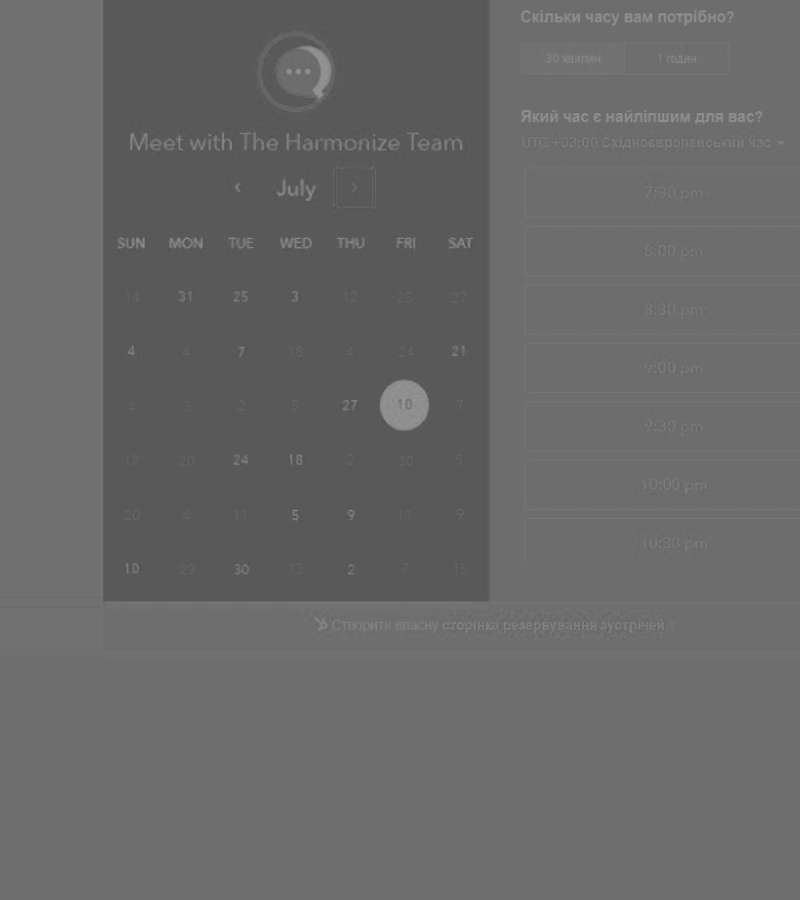 Meet with The Harmonize Team
July
SUN MON TUE WED THU FRI SAT
14 31 25 3 12 26 27
4 4 7 18 4 24 21
4 3 2 5 27 10 7
12 20 24 18 2 30 5
20 4 11 5 9 11 9
10 29 30 13 2 7 15
Скільки часу вам потрібно?
30 хвилин 1 годин
Який час є найліпшим для вас?
UTC +03:00 Східноєвропейський час
7:30 pm
8:00 pm
8:30 pm
9:00 pm
9:30 pm
10:00 pm
10:30 pm
Створити власну сторінка резервування зустрічей